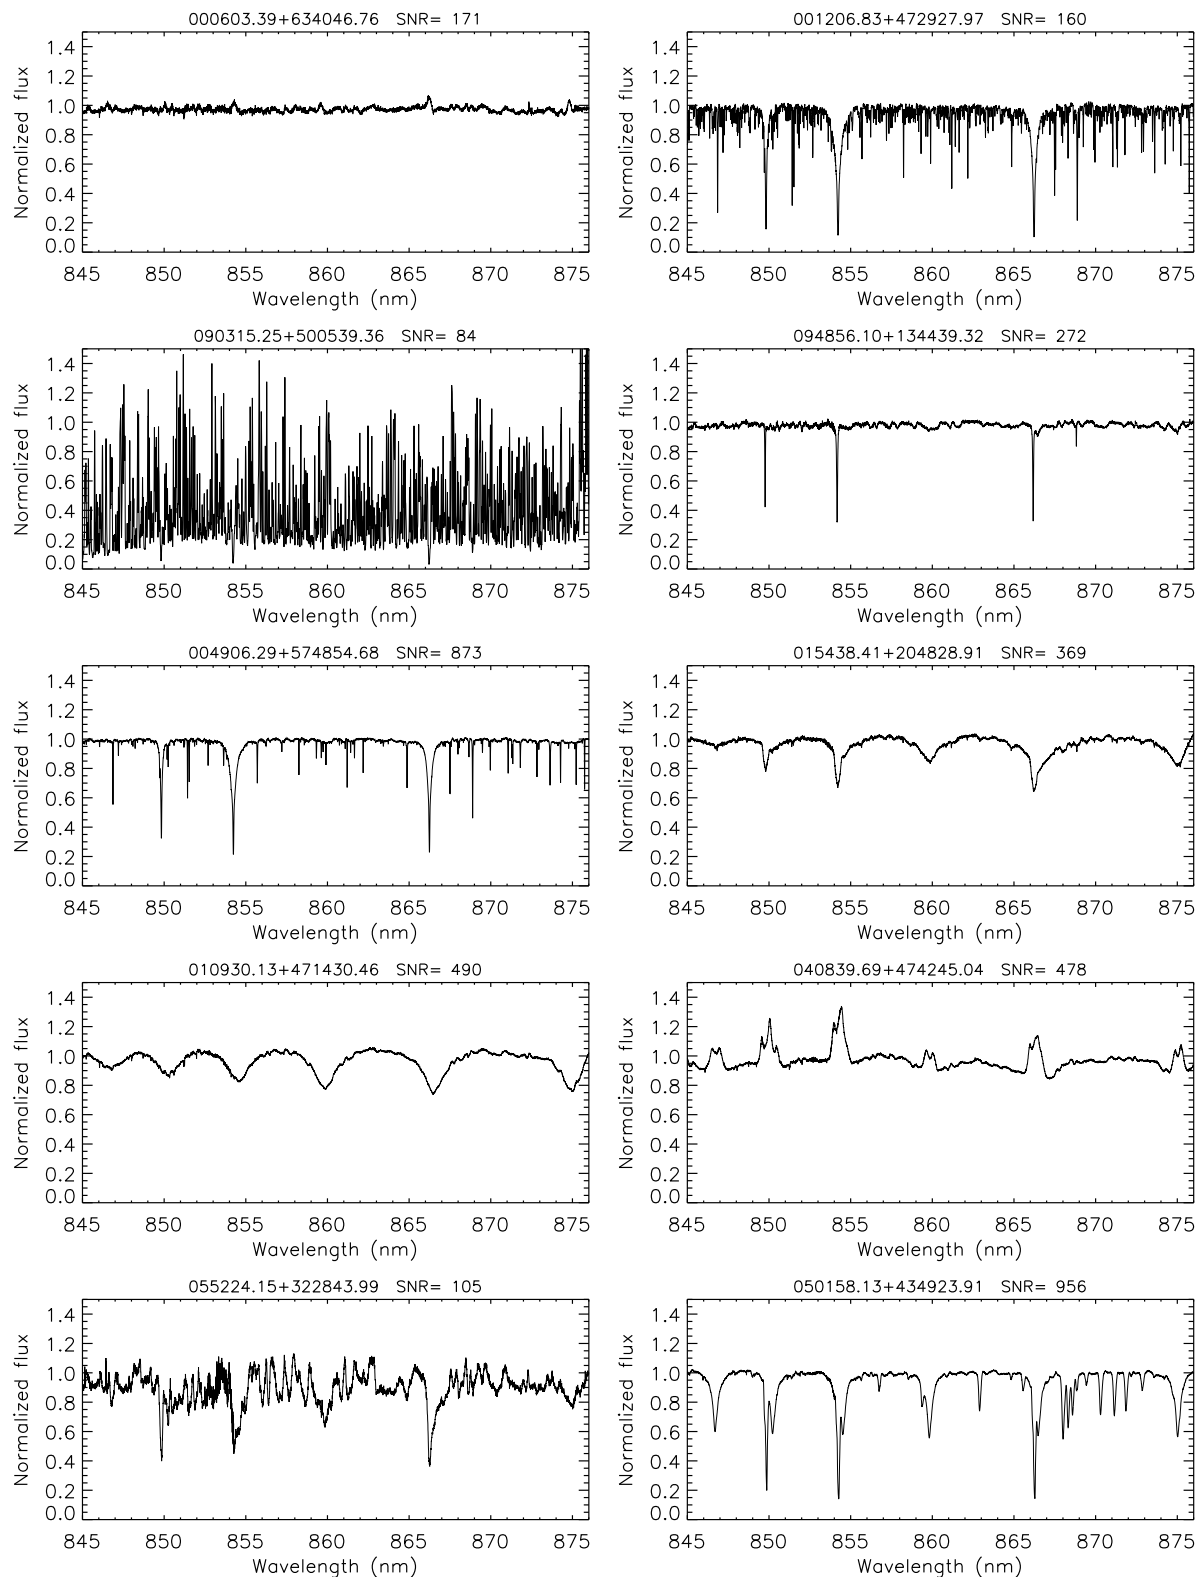 000603.39+634046.76 SNR= 171
Normalized flux
1.4
1.2
1.0
0.8
0.6
0.4
0.2
0.0
845 850 855 860 865 870 875
Wavelength (nm)
001206.83+472927.97 SNR= 160
Normalized flux
1.4
1.2
1.0
0.8
0.6
0.4
0.2
0.0
845 850 855 860 865 870 875
Wavelength (nm)
090315.25+500539.36 SNR= 84
Normalized flux
1.4
1.2
1.0
0.8
0.6
0.4
0.2
0.0
845 850 855 860 865 870 875
Wavelength (nm)
094856.10+134439.32 SNR= 272
Normalized flux
1.4
1.2
1.0
0.8
0.6
0.4
0.2
0.0
845 850 855 860 865 870 875
Wavelength (nm)
004906.29+574854.68 SNR= 873
Normalized flux
1.4
1.2
1.0
0.8
0.6
0.4
0.2
0.0
845 850 855 860 865 870 875
Wavelength (nm)
015438.41+204828.91 SNR= 369
Normalized flux
1.4
1.2
1.0
0.8
0.6
0.4
0.2
0.0
845 850 855 860 865 870 875
Wavelength (nm)
010930.13+471430.46 SNR= 490
Normalized flux
1.4
1.2
1.0
0.8
0.6
0.4
0.2
0.0
845 850 855 860 865 870 875
Wavelength (nm)
040839.69+474245.04 SNR= 478
Normalized flux
1.4
1.2
1.0
0.8
0.6
0.4
0.2
0.0
845 850 855 860 865 870 875
Wavelength (nm)
055224.15+322843.99 SNR= 105
Normalized flux
1.4
1.2
1.0
0.8
0.6
0.4
0.2
0.0
845 850 855 860 865 870 875
Wavelength (nm)
050158.13+434923.91 SNR= 956
Normalized flux
1.4
1.2
1.0
0.8
0.6
0.4
0.2
0.0
845 850 855 860 865 870 875
Wavelength (nm)